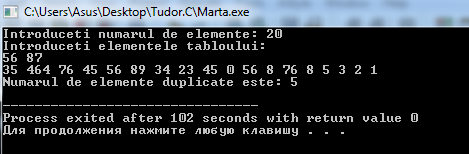 C:\Users\Asus\Desktop\Tudor.C\Marta.exe
Introduceti numarul de elemente: 20
Introduceti elementele tabloului:
56 87
35 464 76 45 56 89 34 23 45 0 56 8 76 8 5 3 2 1
Numarul de elemente duplicate este: 5
--------------------------------
Process exited after 102 seconds with return value 0
Для продолжения нажмите любую клавишу . . .